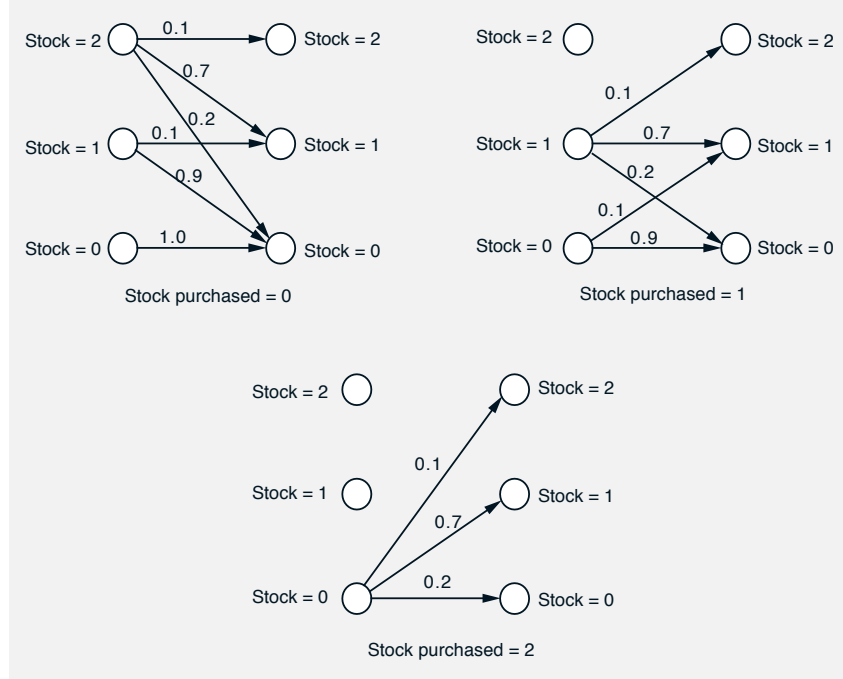 Stock = 2 0.1 Stock = 2
0.7
0.2
Stock = 1 0.1 Stock = 1
0.9
Stock = 0 1.0 Stock = 0
Stock purchased = 0
Stock = 2 Stock = 2
0.1
Stock = 1 0.7 Stock = 1
0.2
0.1
Stock = 0 0.9 Stock = 0
Stock purchased = 1
Stock = 2 Stock = 2
0.1
Stock = 1 Stock = 1
0.7
0.2
Stock = 0 Stock = 0
Stock purchased = 2